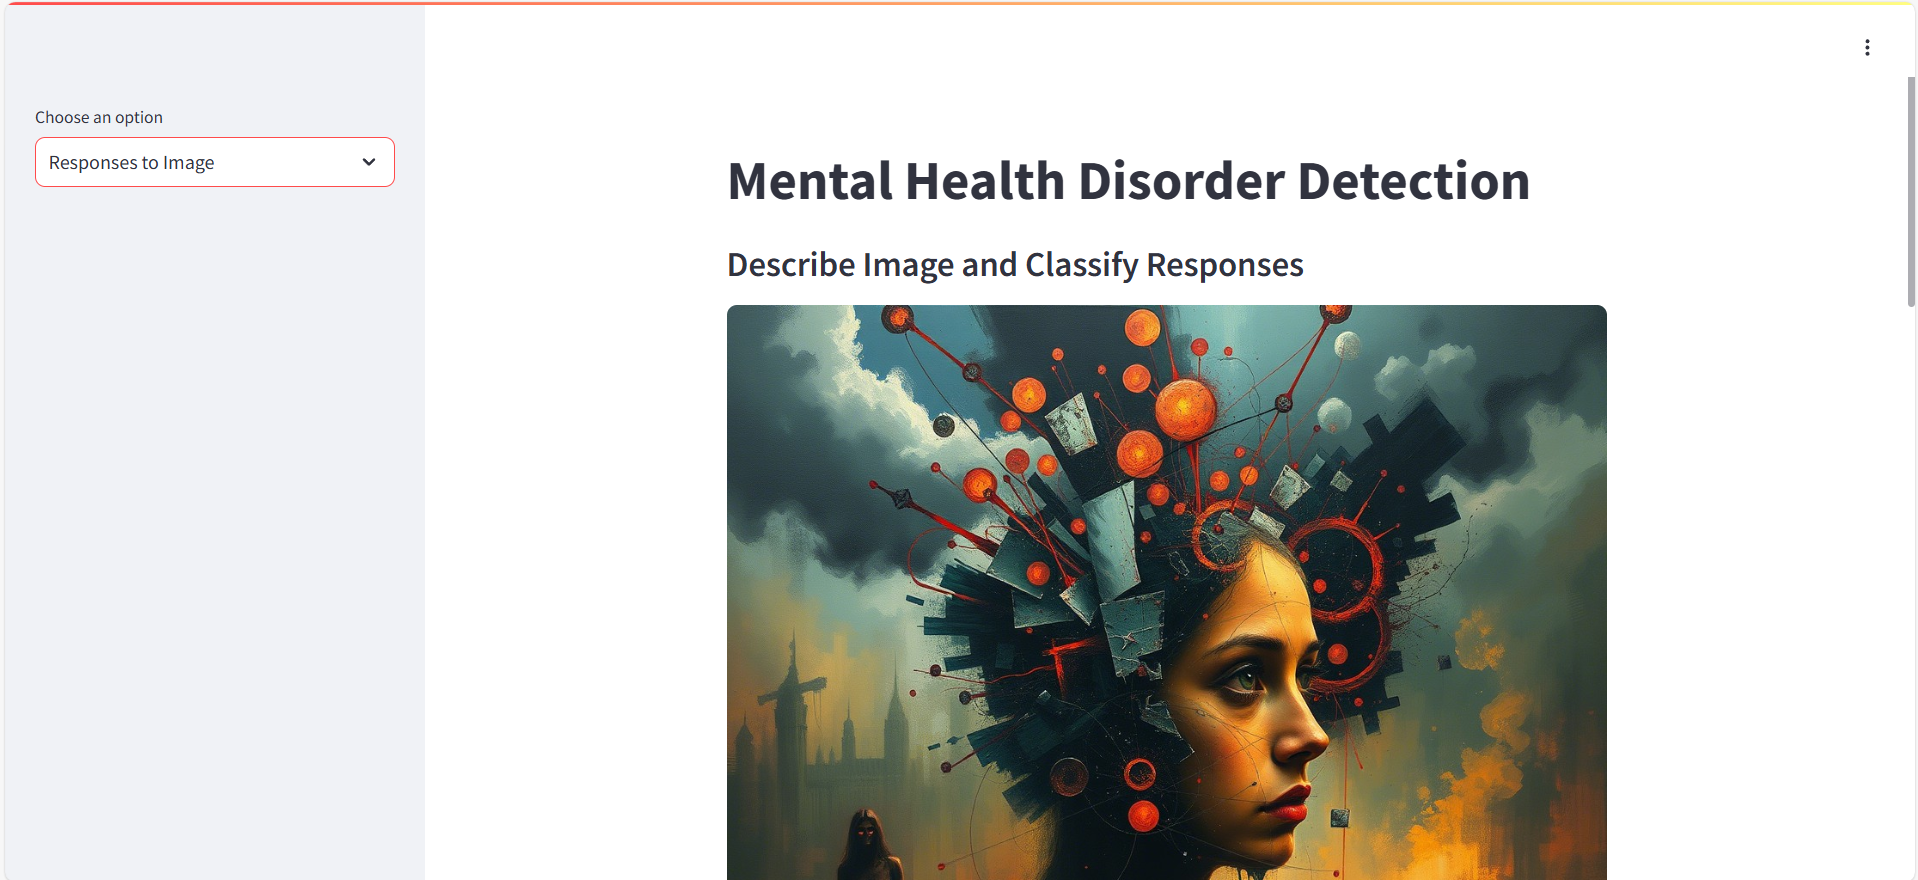 Choose an option
Responses to Image
Mental Health Disorder Detection
Describe Image and Classify Responses